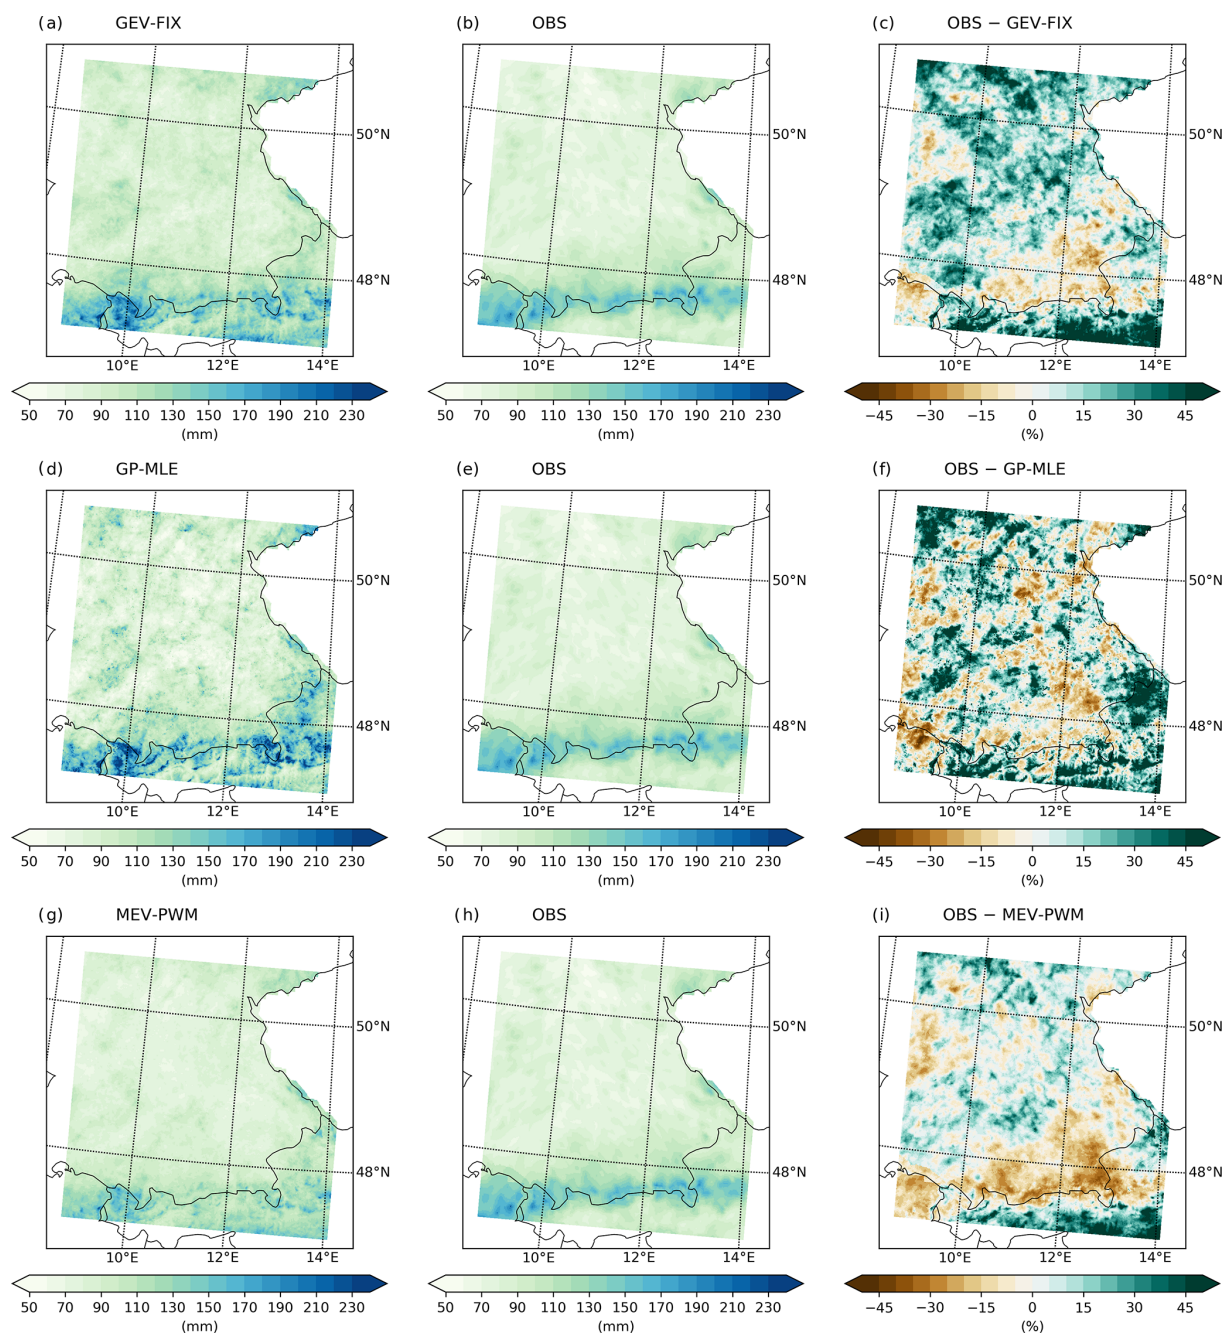 (a) GEV-FIX (b) OBS (c) OBS − GEV-FIX
50°N 50°N
48°N 48°N
10°E 12°E 14°E 10°E 12°E 14°E 10°E 12°E 14°E
50 70 90 110 130 150 170 190 210 230 50 70 90 110 130 150 170 190 210 230 −45 −30 −15 0 15 30 45
(mm) (mm) (%)
(d) GP-MLE (e) OBS (f) OBS − GP-MLE
50°N 50°N
48°N 48°N
10°E 12°E 14°E 10°E 12°E 14°E 10°E 12°E 14°E
50 70 90 110 130 150 170 190 210 230 50 70 90 110 130 150 170 190 210 230 −45 −30 −15 0 15 30 45
(mm) (mm) (%)
(g) MEV-PWM (h) OBS (i) OBS − MEV-PWM
50°N 50°N 50°N
48°N 48°N 48°N
10°E 12°E 14°E 10°E 12°E 14°E 10°E 12°E 14°E
50 70 90 110 130 150 170 190 210 230 50 70 90 110 130 150 170 190 210 230 −45 −30 −15 0 15 30 45
(mm) (mm) (%)